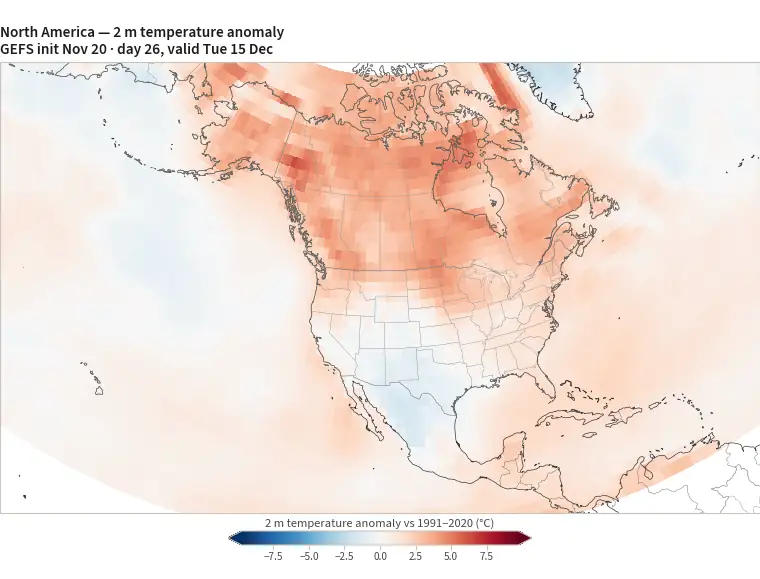 North America — 2 m temperature anomaly
GEFS init Nov 20 · day 26, valid Tue 15 Dec
2 m temperature anomaly vs 1991–2020 (°C)
−7.5 −5.0 −2.5 0.0 2.5 5.0 7.5